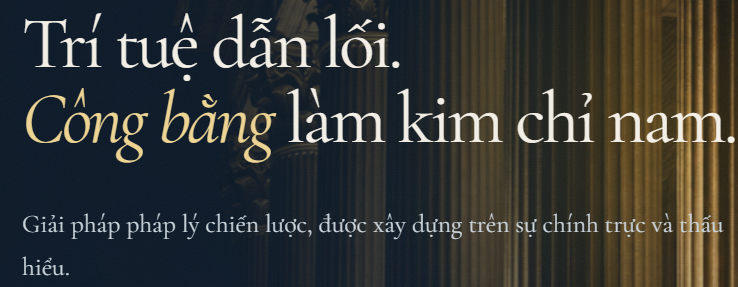 Trí tuệ dẫn lối.
Công bằng làm kim chỉ nam.
Giải pháp pháp lý chiến lược, được xây dựng trên sự chính trực và thấu
hiểu.